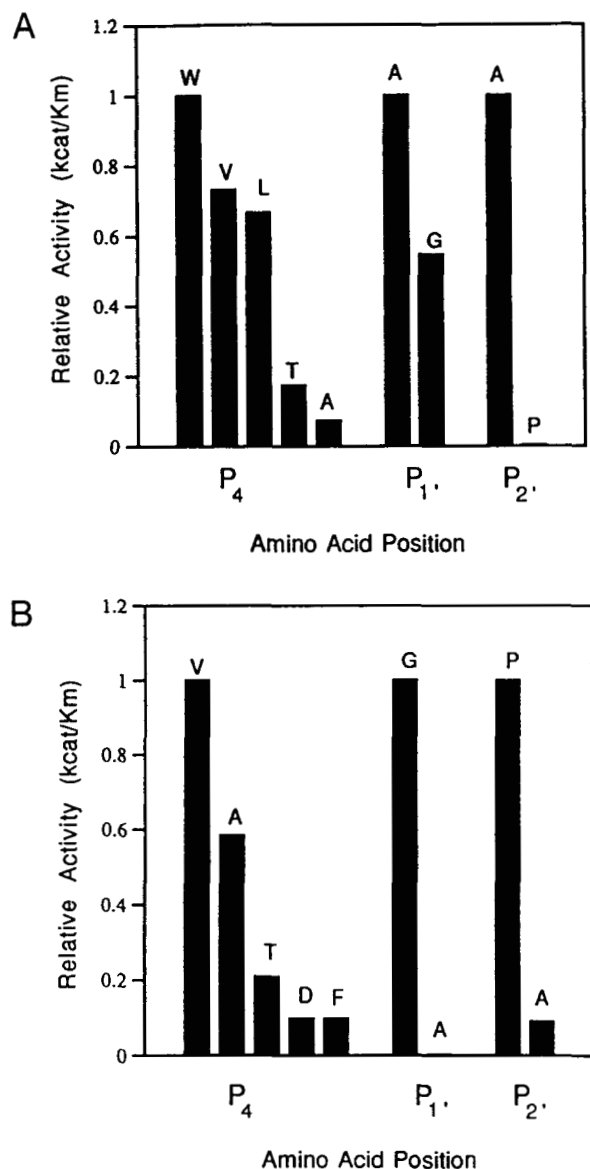 A
Relative Activity (kcat/Km)
1.2
1
0.8
0.6
0.4
0.2
0
W
V
L
T
A
A
G
A
P
P4
P1'
P2'
Amino Acid Position
B
Relative Activity (kcat/Km)
1.2
1
0.8
0.6
0.4
0.2
0
V
A
T
D
F
G
A
P
A
P4
P1'
P2'
Amino Acid Position